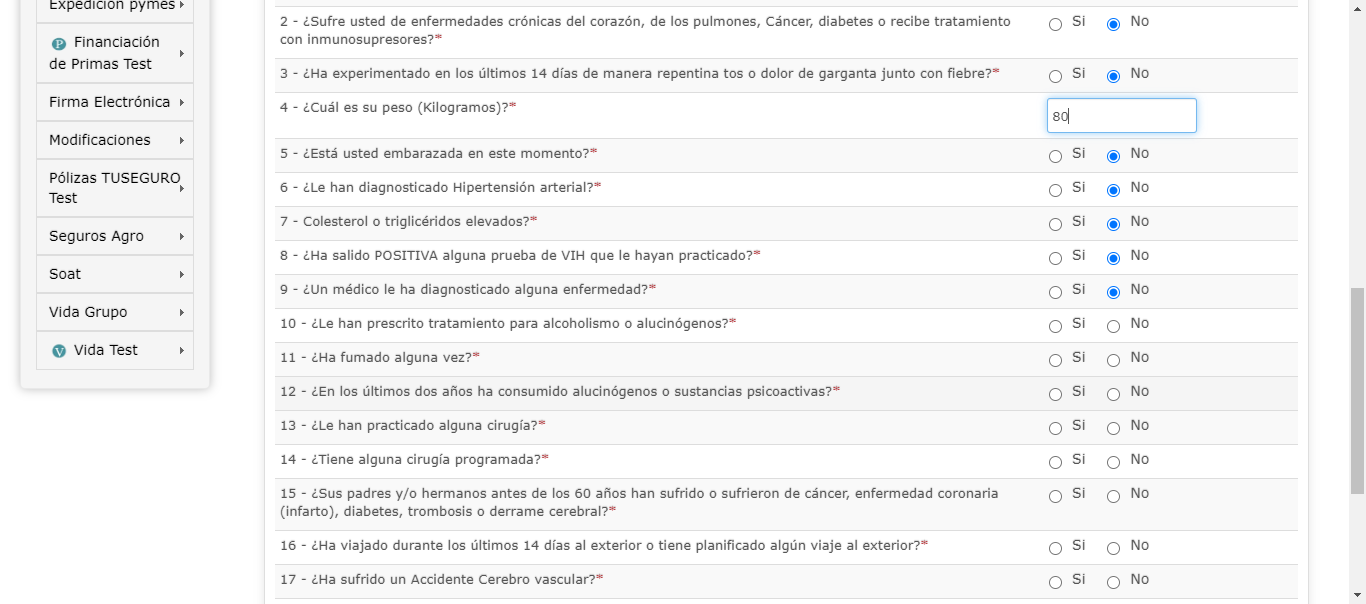 Expedición pymes
Financiación
de Primas Test
Firma Electrónica
Modificaciones
Pólizas TUSEGURO
Test
Seguros Agro
Soat
Vida Grupo
V Vida Test
2 - ¿Sufre usted de enfermedades crónicas del corazón, de los pulmones, Cáncer, diabetes o recibe tratamiento
con inmunosupresores?* Si No
3 - ¿Ha experimentado en los últimos 14 días de manera repentina tos o dolor de garganta junto con fiebre?* Si No
4 - ¿Cuál es su peso (Kilogramos)?* 80
5 - ¿Está usted embarazada en este momento?* Si No
6 - ¿Le han diagnosticado Hipertensión arterial?* Si No
7 - Colesterol o triglicéridos elevados?* Si No
8 - ¿Ha salido POSITIVA alguna prueba de VIH que le hayan practicado?* Si No
9 - ¿Un médico le ha diagnosticado alguna enfermedad?* Si No
10 - ¿Le han prescrito tratamiento para alcoholismo o alucinógenos?* Si No
11 - ¿Ha fumado alguna vez?* Si No
12 - ¿En los últimos dos años ha consumido alucinógenos o sustancias psicoactivas?* Si No
13 - ¿Le han practicado alguna cirugía?* Si No
14 - ¿Tiene alguna cirugía programada?* Si No
15 - ¿Sus padres y/o hermanos antes de los 60 años han sufrido o sufrieron de cáncer, enfermedad coronaria
(infarto), diabetes, trombosis o derrame cerebral?* Si No
16 - ¿Ha viajado durante los últimos 14 días al exterior o tiene planificado algún viaje al exterior?* Si No
17 - ¿Ha sufrido un Accidente Cerebro vascular?* Si No